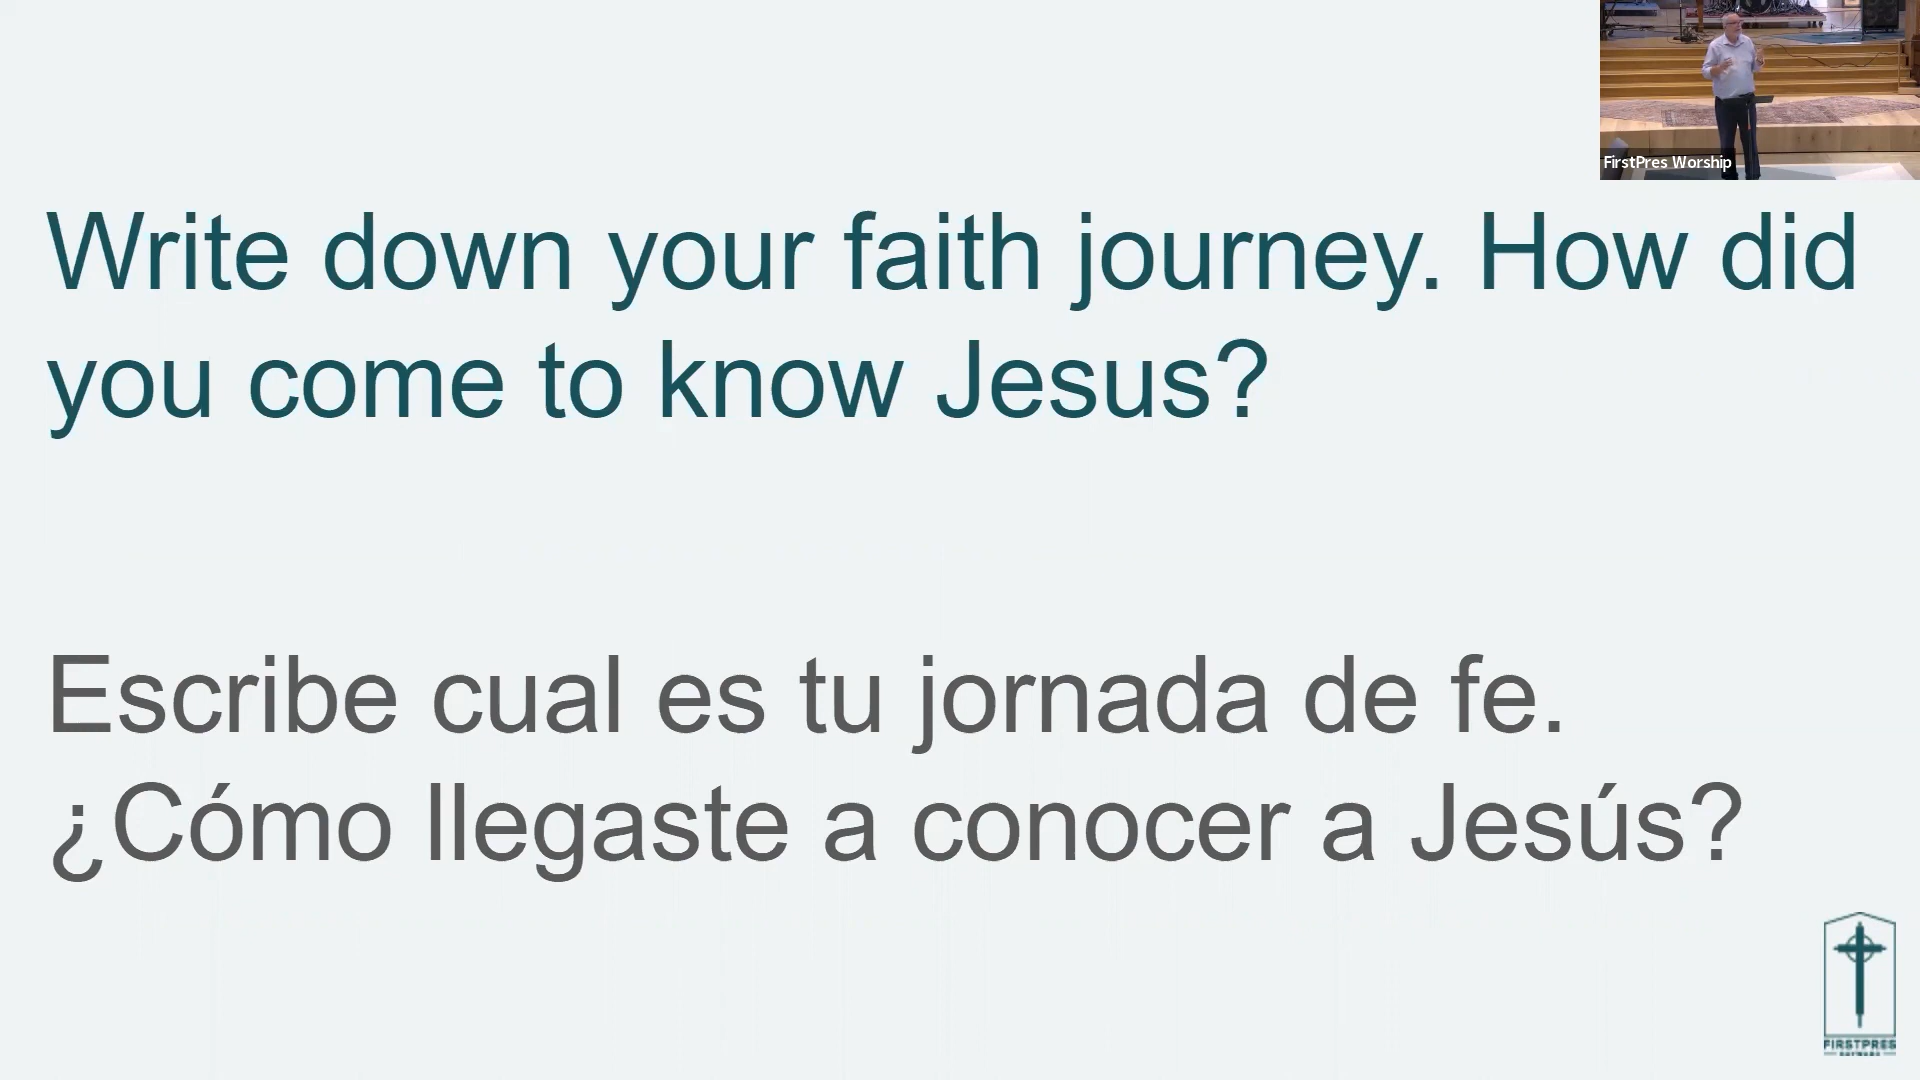 FirstPres Worship
Write down your faith journey. How did
you come to know Jesus?
Escribe cual es tu jornada de fe.
¿Cómo llegaste a conocer a Jesús?
FIRSTPRES